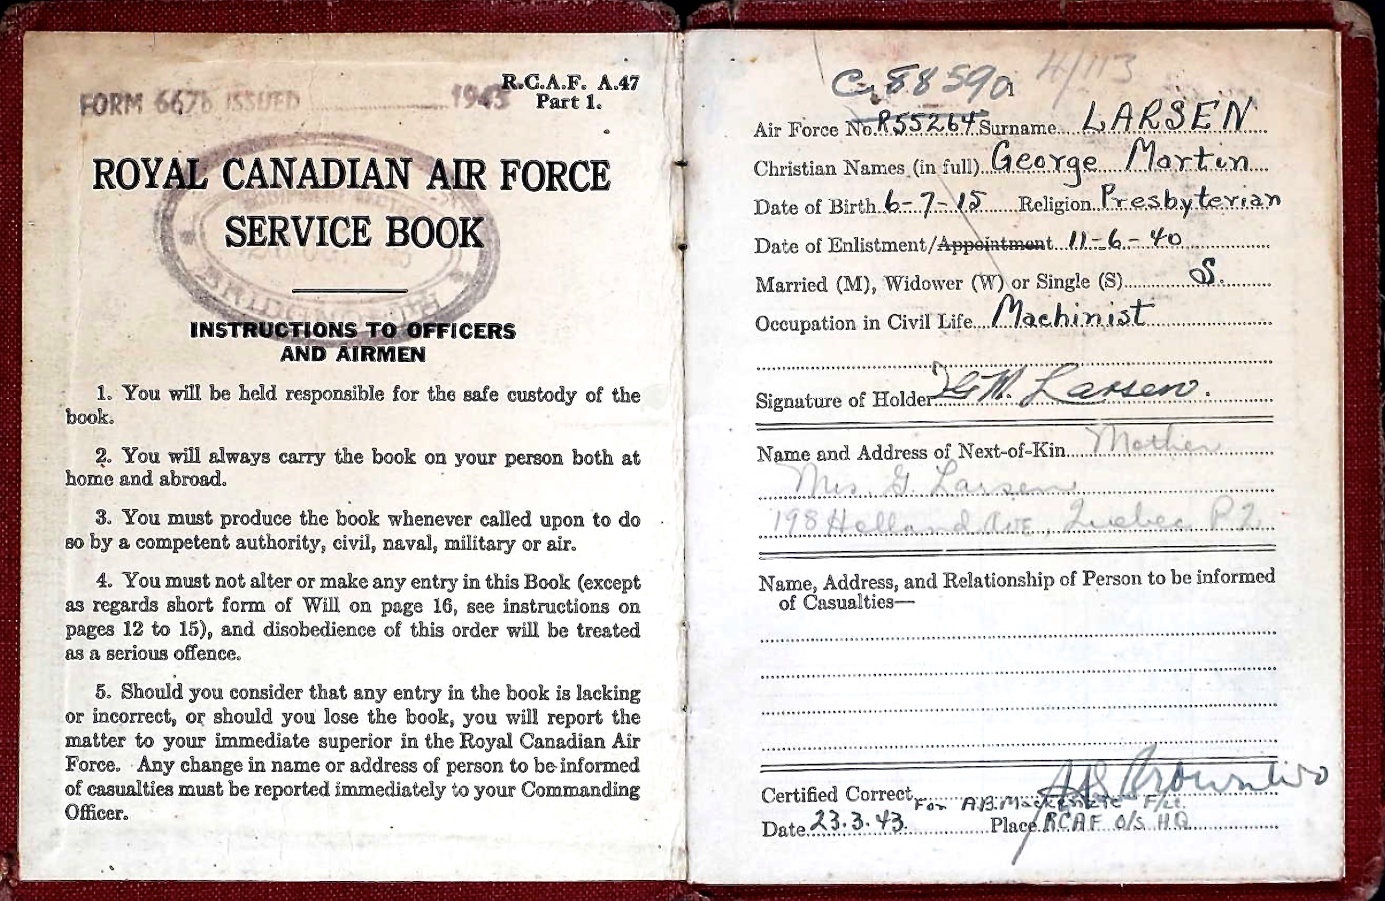 R.C.A.F. A.47
Part 1.
FORM 667b ISSUED 1943
ROYAL CANADIAN AIR FORCE
SERVICE BOOK
INSTRUCTIONS TO OFFICERS
AND AIRMEN
1. You will be held responsible for the safe custody of the
book.
2. You will always carry the book on your person both at
home and abroad.
3. You must produce the book whenever called upon to do
so by a competent authority, civil, naval, military or air.
4. You must not alter or make any entry in this Book (except
as regards short form of Will on page 16, see instructions on
pages 12 to 15), and disobedience of this order will be treated
as a serious offence.
5. Should you consider that any entry in the book is lacking
or incorrect, or should you lose the book, you will report the
matter to your immediate superior in the Royal Canadian Air
Force. Any change in name or address of person to be informed
of casualties must be reported immediately to your Commanding
Officer.
4/113
Air Force No. R55264 Surname LARSEN
Christian Names (in full) George Martin
Date of Birth 6-7-15 Religion Presbyterian
Date of Enlistment/Appointment 11-6-40
Married (M), Widower (W) or Single (S) S.
Occupation in Civil Life Machinist
Signature of Holder G.M. Larsen.
Name and Address of Next-of-Kin Mother
Mrs. G. Larsen
198 Holland Ave., Quebec P2
Name, Address, and Relationship of Person to be informed
of Casualties—
Certified Correct
For A.B. Mackenzie F/Lt.
Date 23.3.43. Place RCAF O/S HQ